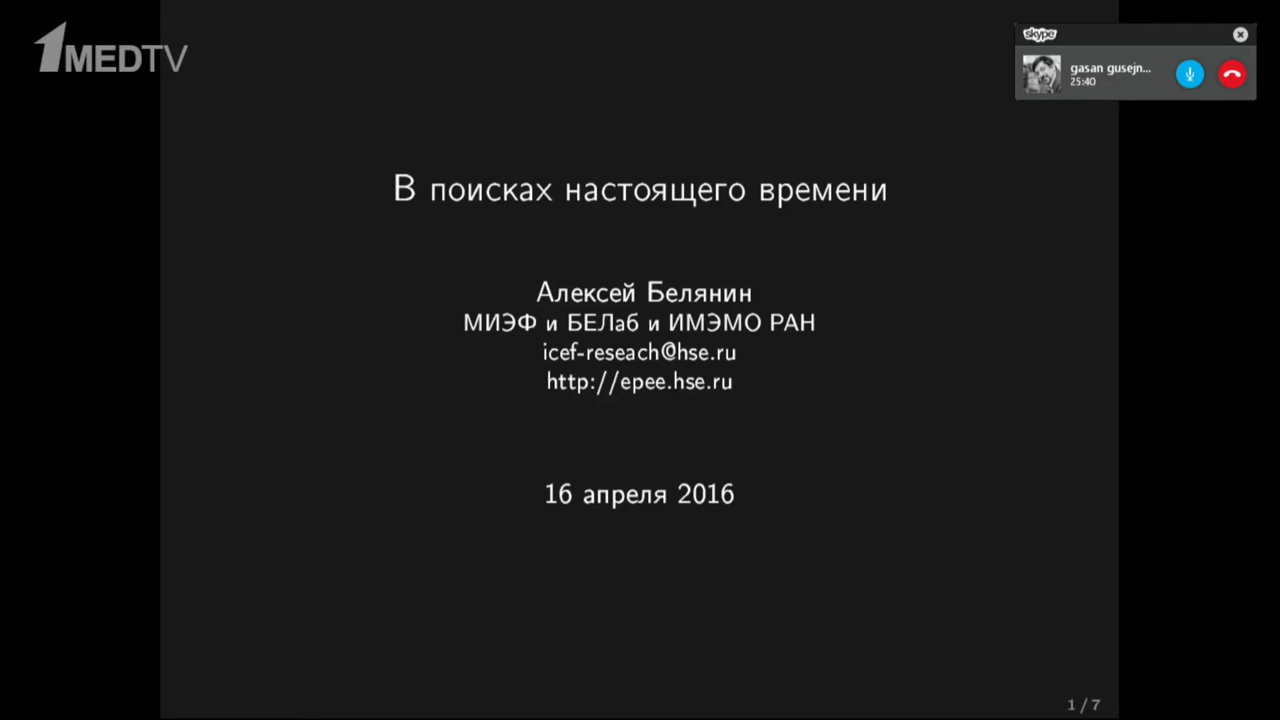 1MEDTV
skype
gasan gusejn...
25:40
В поисках настоящего времени
Алексей Белянин
МИЭФ и БЕЛаб и ИМЭМО РАН
icef-reseach@hse.ru
http://epee.hse.ru
16 апреля 2016
1 / 7